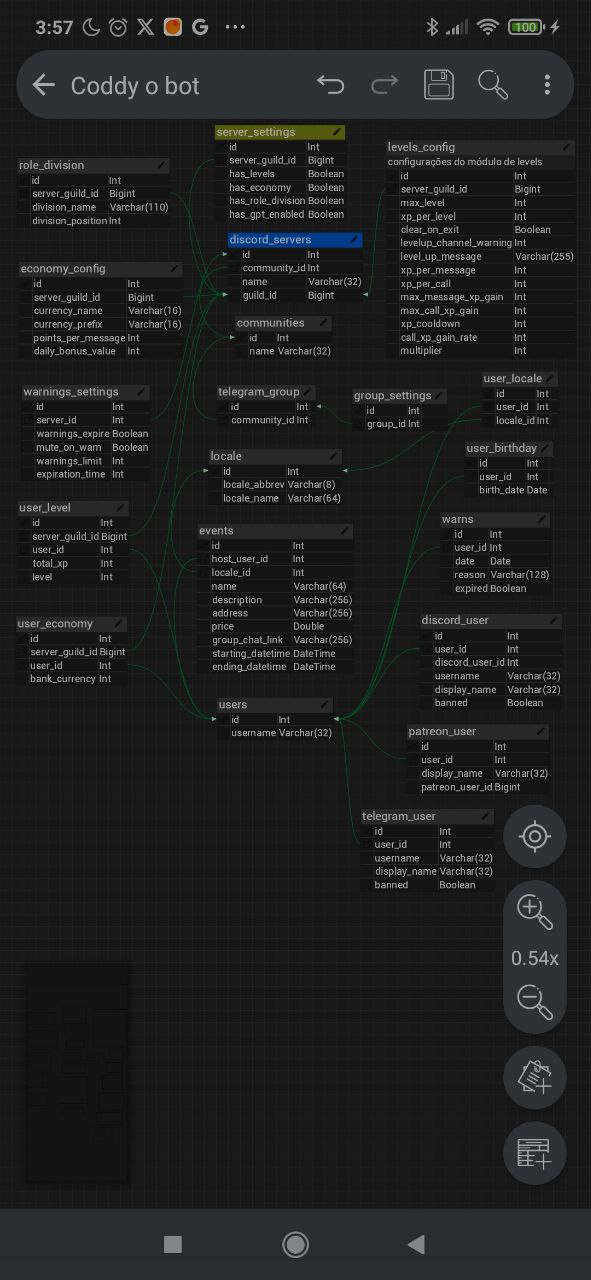 3:57
100
Coddy o bot
server_settings
id Int
server_guild_id Bigint
has_levels Boolean
has_economy Boolean
has_role_division Boolean
has_gpt_enabled Boolean
levels_config
configurações do módulo de levels
id Int
server_guild_id Bigint
max_level Int
xp_per_level Int
clear_on_exit Boolean
levelup_channel_warning Int
level_up_message Varchar(255)
xp_per_message Int
xp_per_call Int
max_message_xp_gain Int
max_call_xp_gain Int
xp_cooldown Int
call_xp_gain_rate Int
multiplier Int
role_division
id Int
server_guild_id Bigint
division_name Varchar(110)
division_position Int
discord_servers
id Int
community_id Int
name Varchar(32)
guild_id Bigint
economy_config
id Int
server_guild_id Bigint
currency_name Varchar(16)
currency_prefix Varchar(16)
points_per_message Int
daily_bonus_value Int
communities
id Int
name Varchar(32)
user_locale
id Int
user_id Int
locale_id Int
warnings_settings
id Int
server_id Int
warnings_expire Boolean
mute_on_warn Boolean
warnings_limit Int
expiration_time Int
telegram_group
id Int
community_id Int
group_settings
id Int
group_id Int
user_birthday
id Int
user_id Int
birth_date Date
locale
id Int
locale_abbrev Varchar(8)
locale_name Varchar(64)
user_level
id Int
server_guild_id Bigint
user_id Int
total_xp Int
level Int
warns
id Int
user_id Int
date Date
reason Varchar(128)
expired Boolean
events
id Int
host_user_id Int
locale_id Int
name Varchar(64)
description Varchar(256)
address Varchar(256)
price Double
group_chat_link Varchar(256)
starting_datetime DateTime
ending_datetime DateTime
user_economy
id Int
server_guild_id Bigint
user_id Int
bank_currency Int
discord_user
id Int
user_id Int
discord_user_id Int
username Varchar(32)
display_name Varchar(32)
banned Boolean
users
id Int
username Varchar(32)
patreon_user
id Int
user_id Int
display_name Varchar(32)
patreon_user_id Bigint
telegram_user
id Int
user_id Int
username Varchar(32)
display_name Varchar(32)
banned Boolean
0.54x